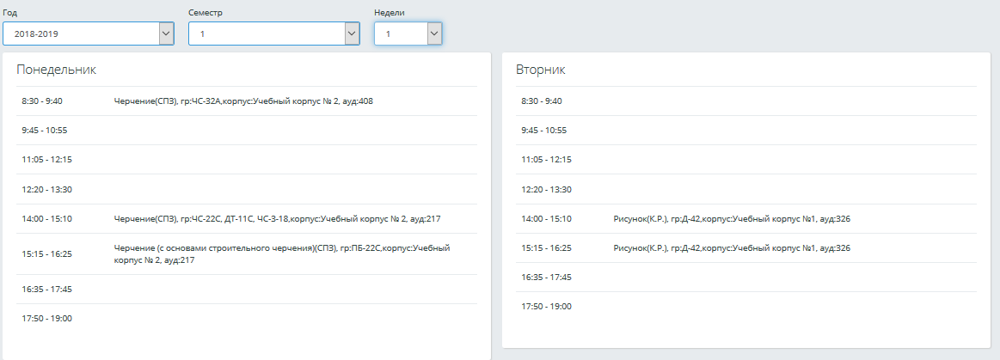 Год
Семестр
Недели
2018-2019
1
1
Понедельник
8:30 - 9:40 Черчение(СПЗ), гр:ЧС-32А,корпус:Учебный корпус № 2, ауд:408
9:45 - 10:55
11:05 - 12:15
12:20 - 13:30
14:00 - 15:10 Черчение(СПЗ), гр:ЧС-22С, ДТ-11С, ЧС-3-18,корпус:Учебный корпус № 2, ауд:217
15:15 - 16:25 Черчение (с основами строительного черчения)(СПЗ), гр:ПБ-22С,корпус:Учебный
корпус № 2, ауд:217
16:35 - 17:45
17:50 - 19:00
Вторник
8:30 - 9:40
9:45 - 10:55
11:05 - 12:15
12:20 - 13:30
14:00 - 15:10 Рисунок(К.Р.), гр:Д-42,корпус:Учебный корпус №1, ауд:326
15:15 - 16:25 Рисунок(К.Р.), гр:Д-42,корпус:Учебный корпус №1, ауд:326
16:35 - 17:45
17:50 - 19:00